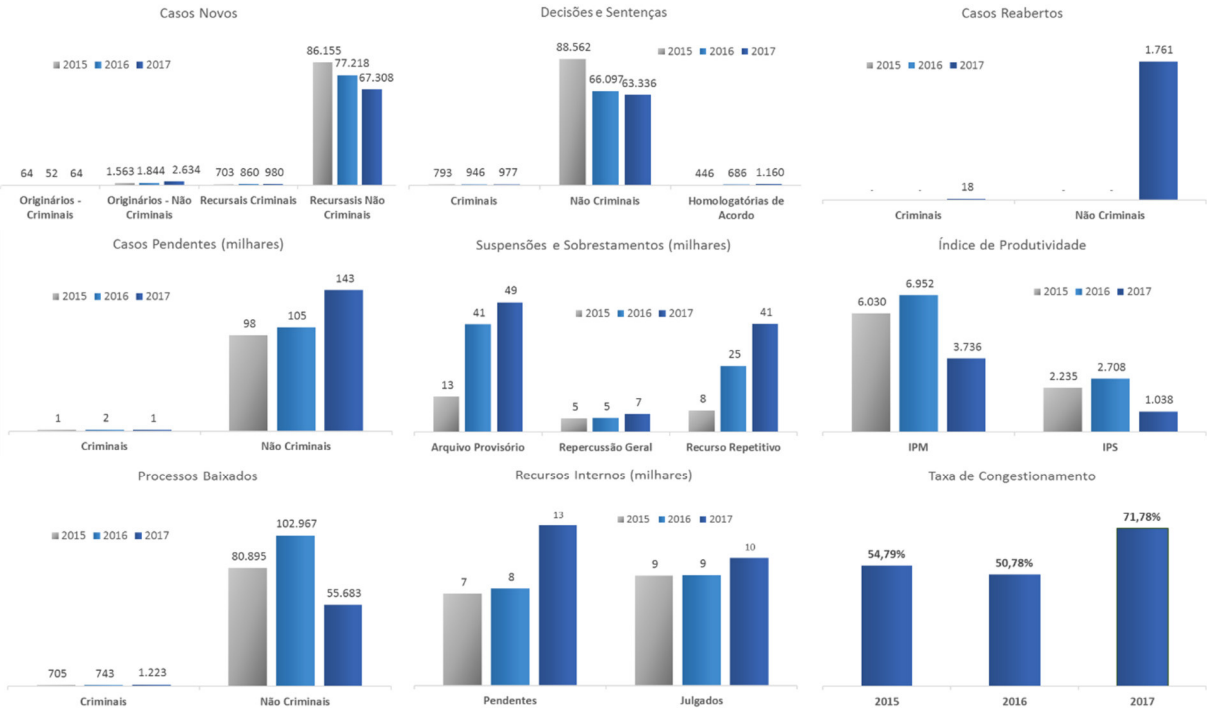 Casos Novos
2015 2016 2017
86.155
77.218
67.308
64 52 64
1.563 1.844 2.634
703 860 980
Originários - Criminais
Originários - Não Criminais
Recursais Criminais
Recursasis Não Criminais
Decisões e Sentenças
2015 2016 2017
88.562
66.097
63.336
793 946 977
446 686 1.160
Criminais
Não Criminais
Homologatórias de Acordo
Casos Reabertos
2015 2016 2017
1.761
- - 18
- -
Criminais
Não Criminais
Casos Pendentes (milhares)
2015 2016 2017
143
98
105
1 2 1
Criminais
Não Criminais
Suspensões e Sobrestamentos (milhares)
2015 2016 2017
13
41
49
5 5 7
8
25
41
Arquivo Provisório
Repercussão Geral
Recurso Repetitivo
Índice de Produtividade
2015 2016 2017
6.030
6.952
3.736
2.235
2.708
1.038
IPM
IPS
Processos Baixados
2015 2016 2017
80.895
102.967
55.683
705 743 1.223
Criminais
Não Criminais
Recursos Internos (milhares)
2015 2016 2017
7
8
13
9 9 10
Pendentes
Julgados
Taxa de Congestionamento
54,79%
50,78%
71,78%
2015
2016
2017